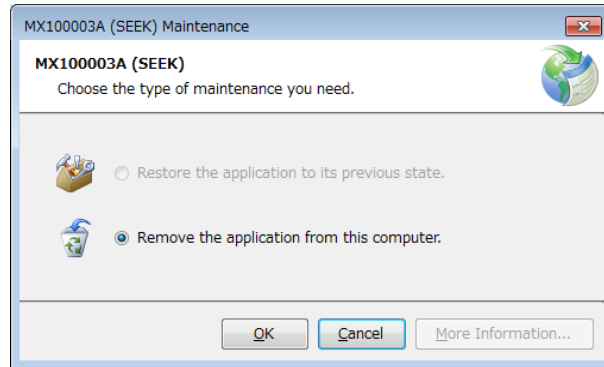 MX100003A (SEEK) Maintenance
MX100003A (SEEK)
Choose the type of maintenance you need.
Restore the application to its previous state.
Remove the application from this computer.
OK
Cancel
More Information...